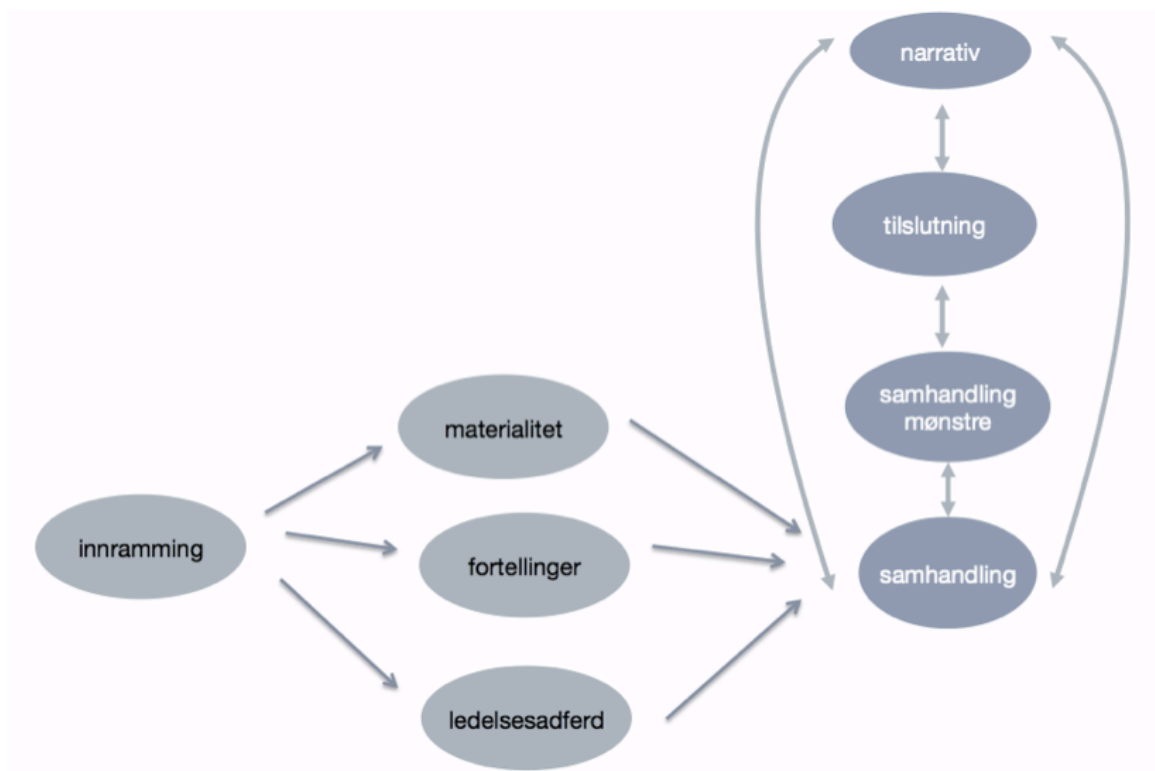 narrativ
tilslutning
samhandling
mønstre
materialitet
innramming
fortellinger
samhandling
ledelsesadferd